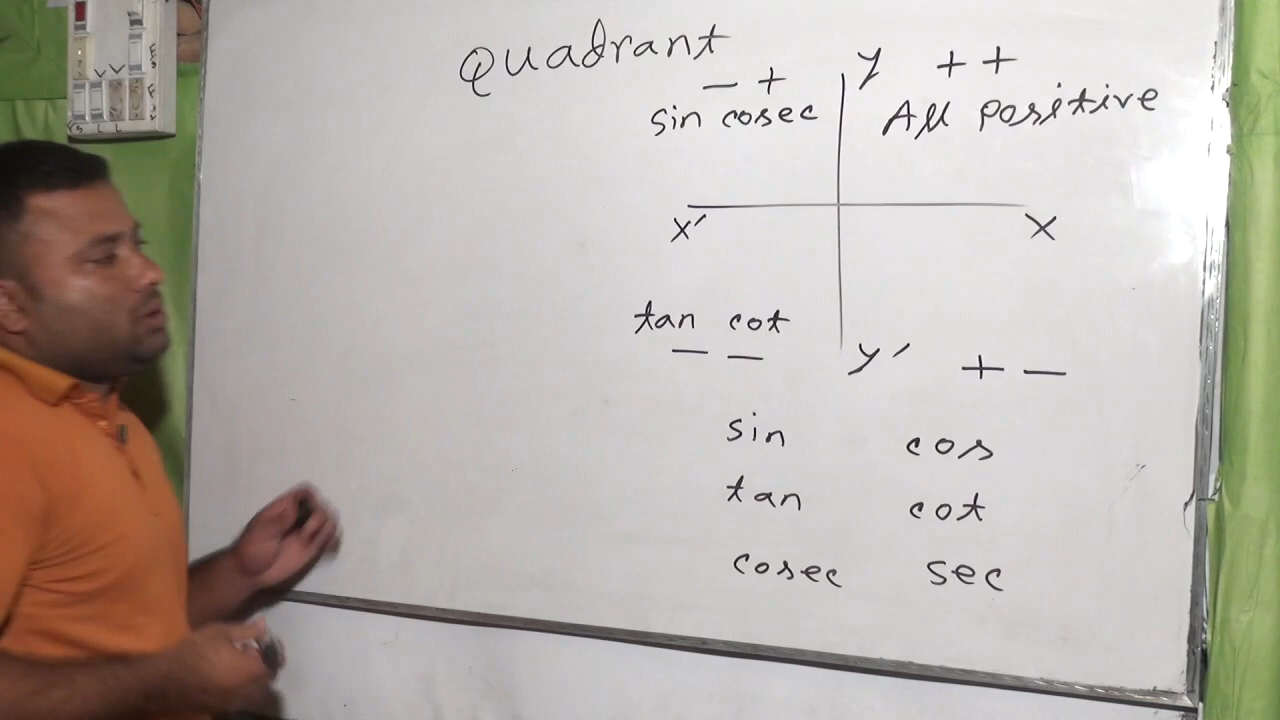 Quadrant
− + y + +
sin cosec All positive
x′ x
tan cot
− − y′ + −
sin cos
tan cot
cosec sec